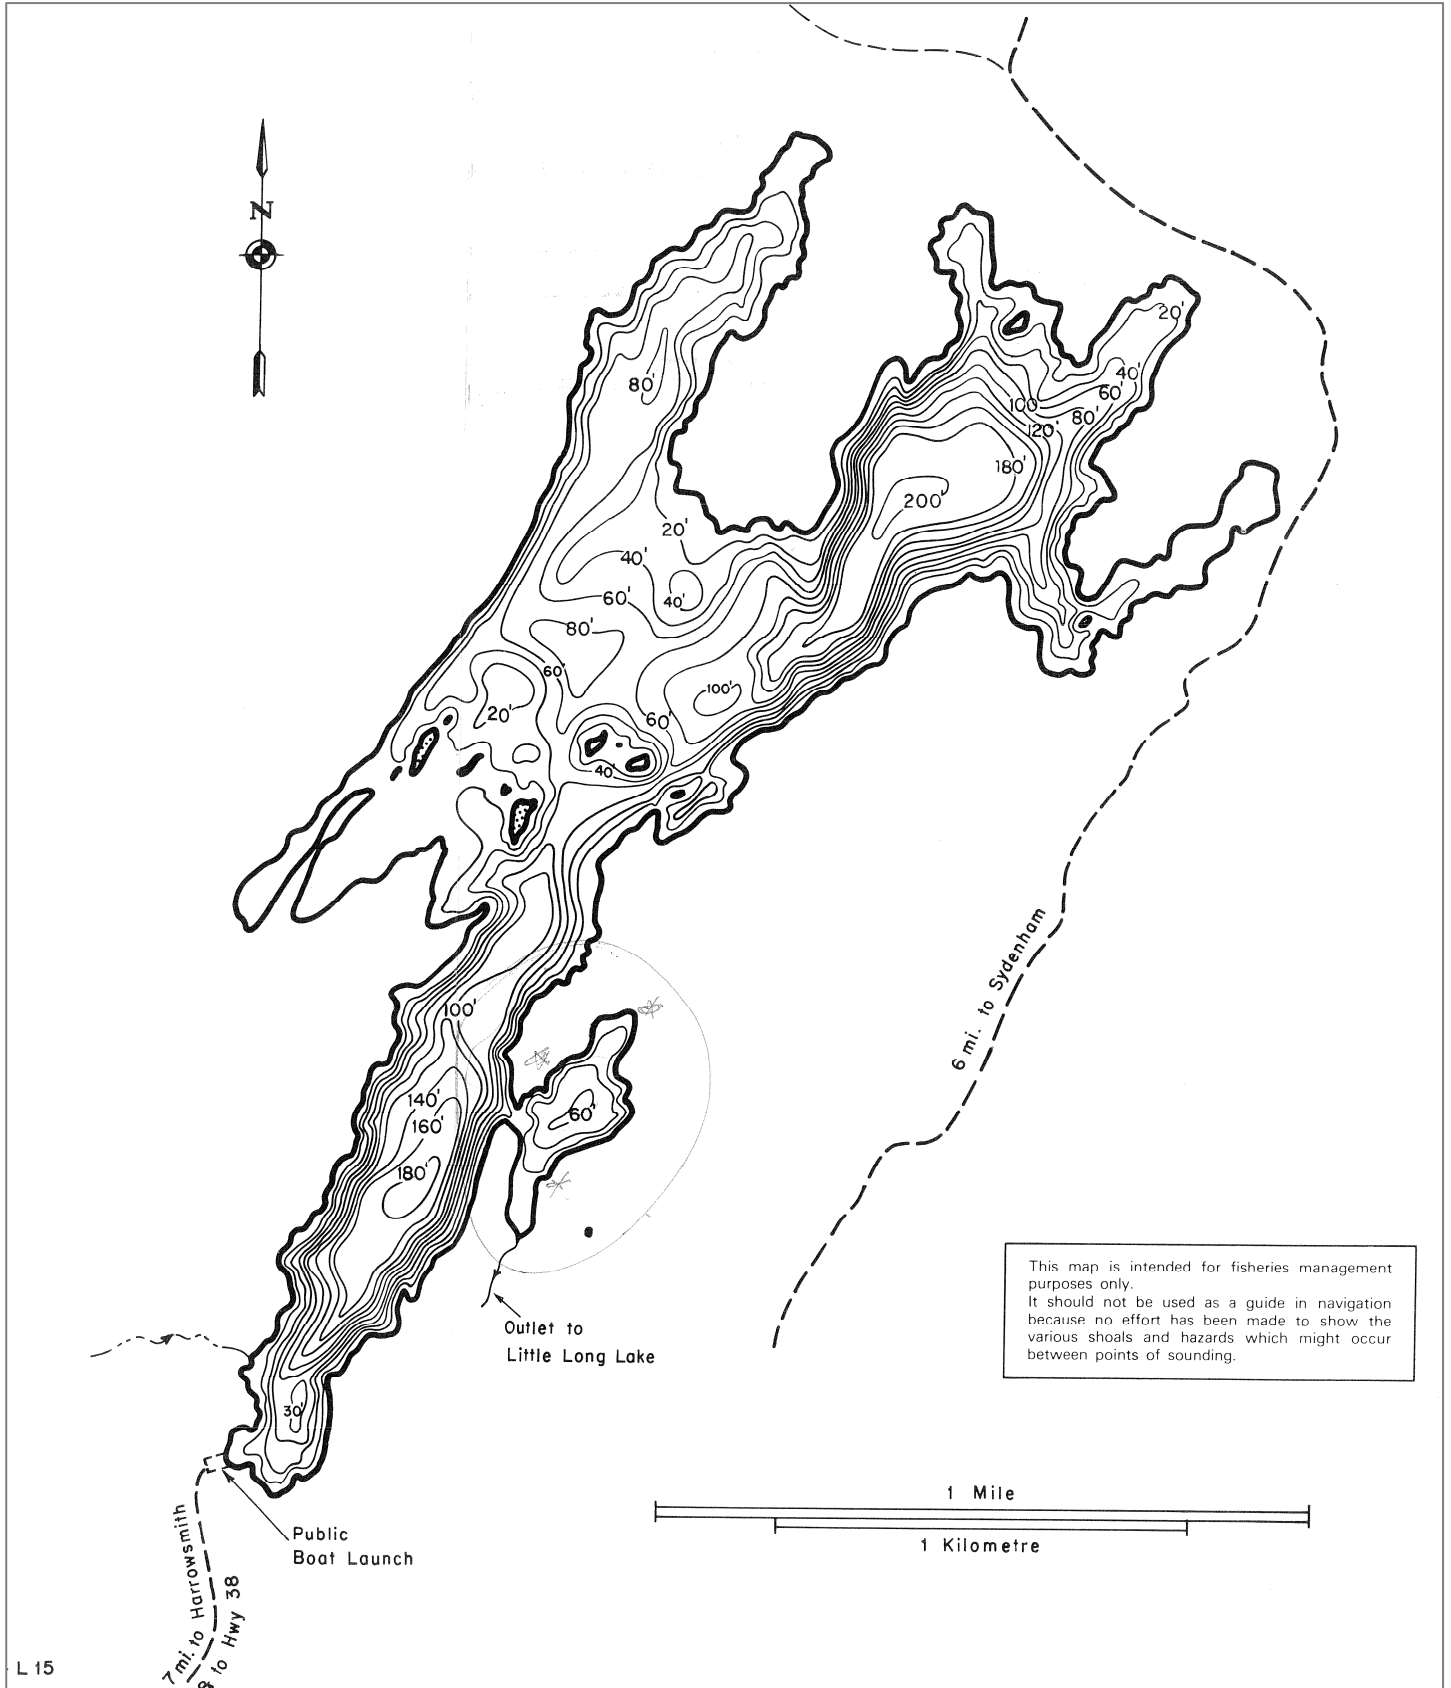 N
20'
40'
60'
80'
100
120'
80'
180'
200'
20'
40'
40'
60'
80'
60'
100'
20'
60'
40'
100'
140'
160'
180'
60'
30'
6 mi. to Sydenham
This map is intended for fisheries management
purposes only.
It should not be used as a guide in navigation
because no effort has been made to show the
various shoals and hazards which might occur
between points of sounding.
Outlet to
Little Long Lake
1 Mile
1 Kilometre
Public
Boat Launch
7 mi. to Harrowsmith
to Hwy 38
L 15